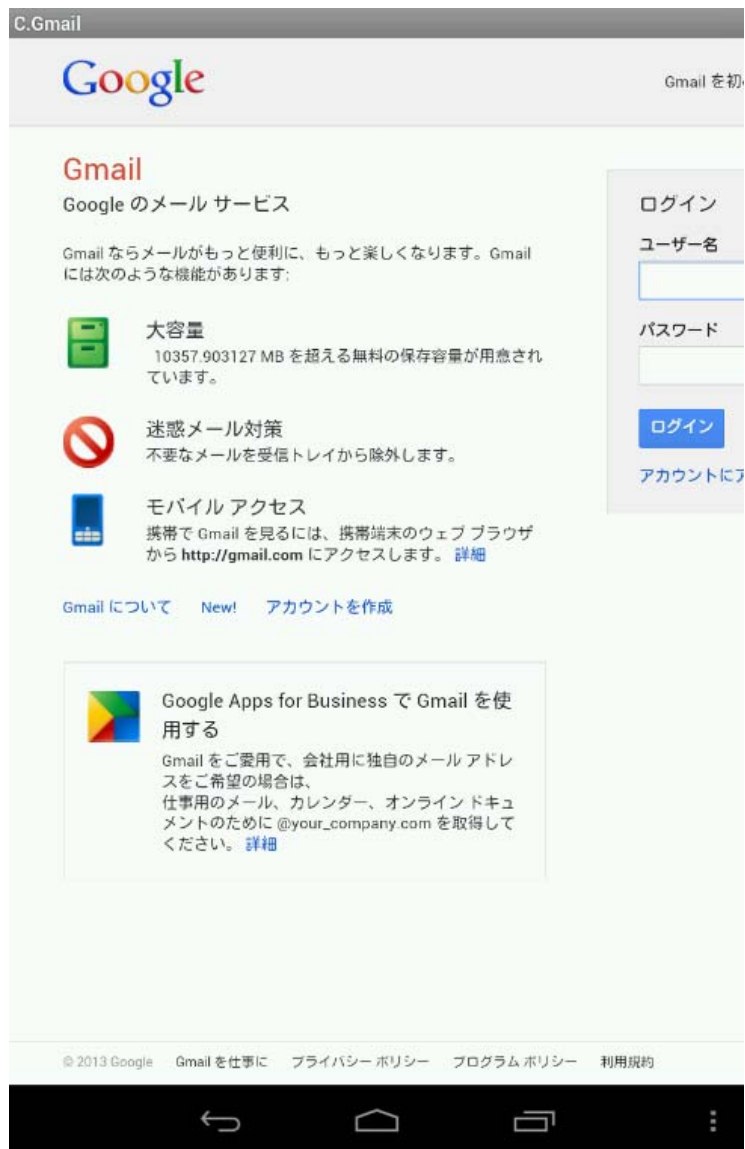 C.Gmail
Google
Gmail を初
Gmail
Google のメール サービス
Gmail ならメールがもっと便利に、もっと楽しくなります。Gmail
には次のような機能があります:
大容量
10357.903127 MB を超える無料の保存容量が用意され
ています。
迷惑メール対策
不要なメールを受信トレイから除外します。
モバイル アクセス
携帯で Gmail を見るには、携帯端末のウェブ ブラウザ
から http://gmail.com にアクセスします。 詳細
Gmail について New! アカウントを作成
Google Apps for Business で Gmail を使
用する
Gmail をご愛用で、会社用に独自のメール アドレ
スをご希望の場合は、
仕事用のメール、カレンダー、オンライン ドキュ
メントのために @your_company.com を取得して
ください。 詳細
ログイン
ユーザー名
パスワード
ログイン
アカウントにア
© 2013 Google Gmail を仕事に プライバシー ポリシー プログラム ポリシー 利用規約